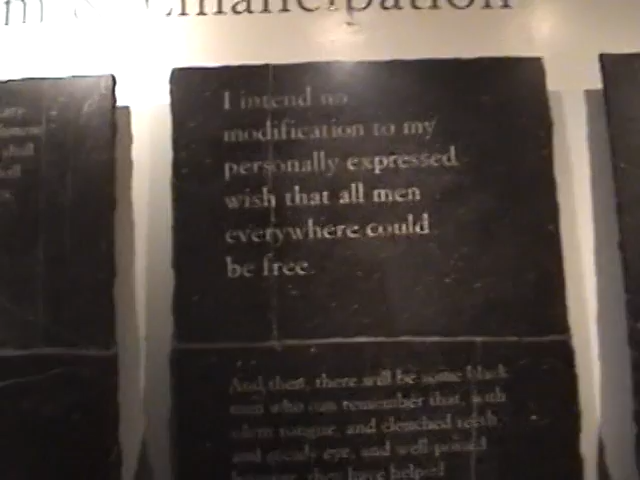 Emancipation
I intend no
modification to my
personally expressed
wish that all men
everywhere could
be free.
shall
And then, there will be some black
men who can remember that, with
silent tongue, and clenched teeth,
and steady eye, and well-poised
they have helped